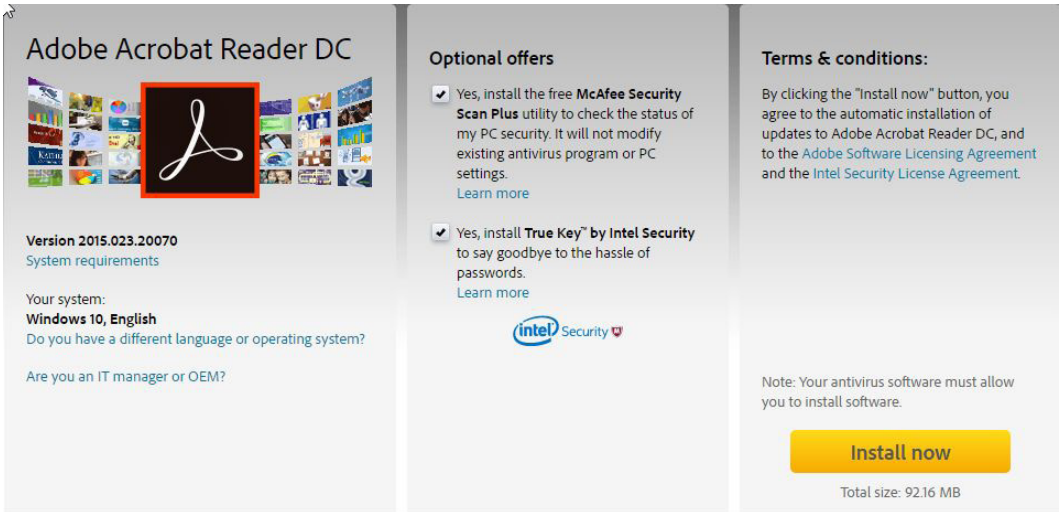 Adobe Acrobat Reader DC
Version 2015.023.20070
System requirements
Your system:
Windows 10, English
Do you have a different language or operating system?
Are you an IT manager or OEM?
Optional offers
Yes, install the free McAfee Security
Scan Plus utility to check the status of
my PC security. It will not modify
existing antivirus program or PC
settings.
Learn more
Yes, install True Key™ by Intel Security
to say goodbye to the hassle of
passwords.
Learn more
intel Security
Terms & conditions:
By clicking the "Install now" button, you
agree to the automatic installation of
updates to Adobe Acrobat Reader DC, and
to the Adobe Software Licensing Agreement
and the Intel Security License Agreement.
Note: Your antivirus software must allow
you to install software.
Install now
Total size: 92.16 MB